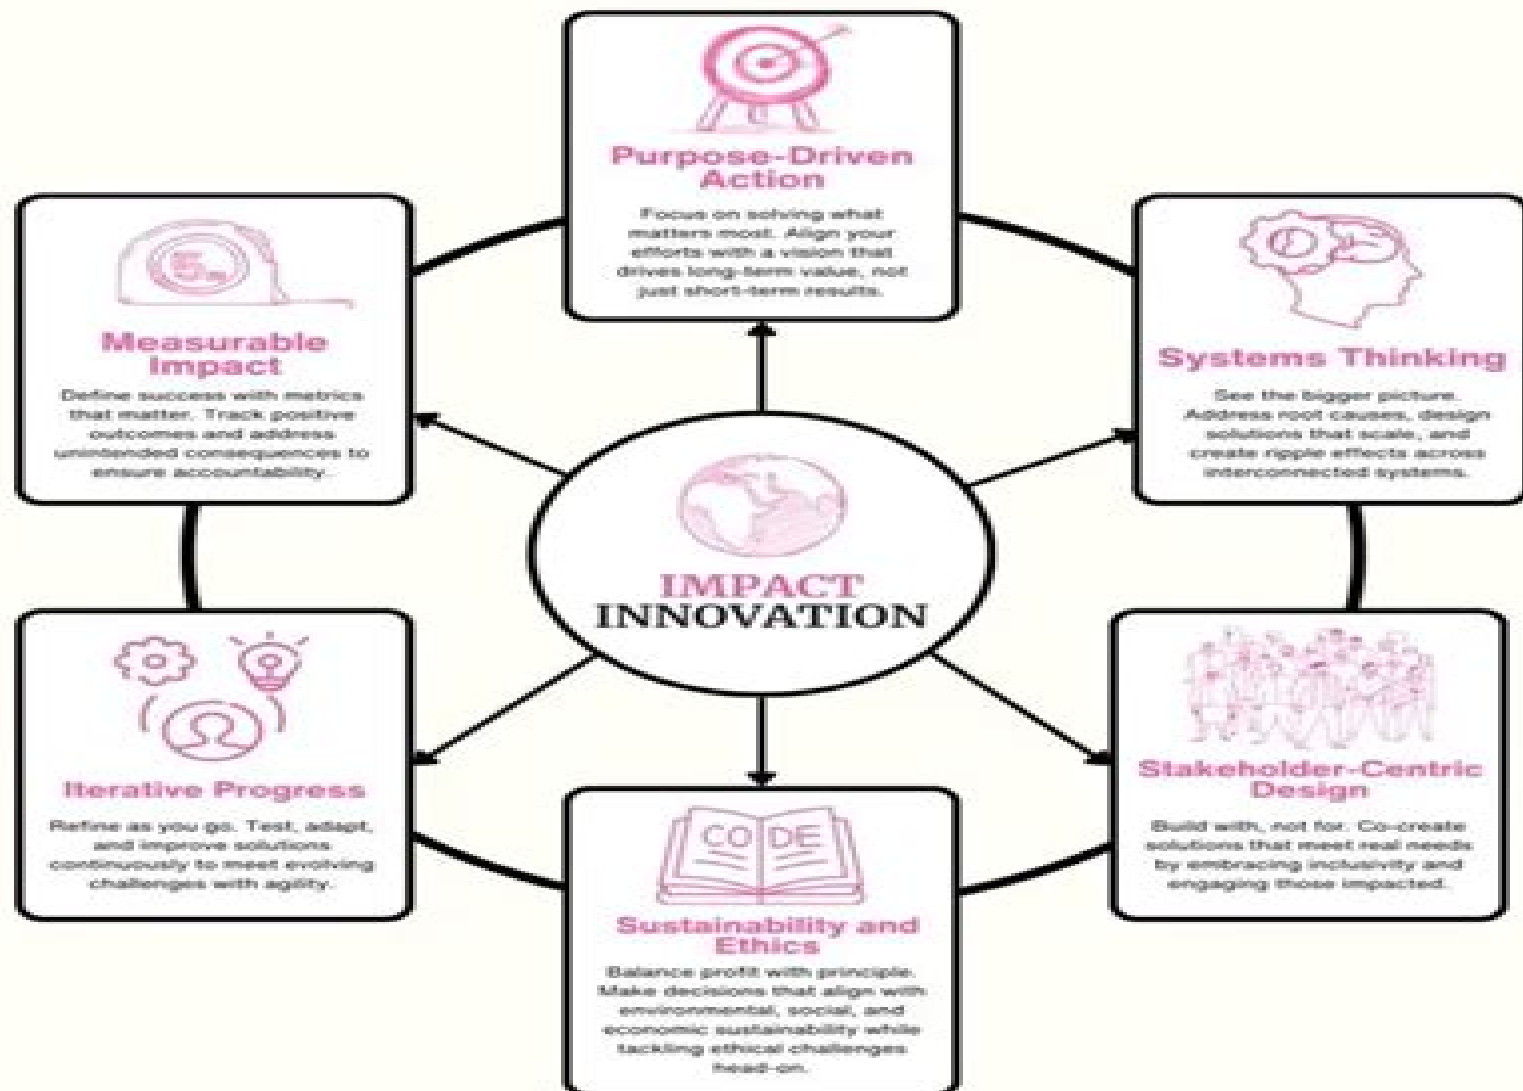 Purpose-Driven
Action
Focus on solving what
matters most. Align your
efforts with a vision that
drives long-term value, not
just short-term results.
Measurable
Impact
Define success with metrics
that matter. Track positive
outcomes and address
unintended consequences to
ensure accountability.
Systems Thinking
See the bigger picture.
Address root causes, design
solutions that scale, and
create ripple effects across
interconnected systems.
IMPACT
INNOVATION
Iterative Progress
Refine as you go. Test, adapt,
and improve solutions
continuously to meet evolving
challenges with agility.
Stakeholder-Centric
Design
Build with, not for. Co-create
solutions that meet real needs
by embracing inclusivity and
engaging those impacted.
CODE
Sustainability and
Ethics
Balance profit with principle.
Make decisions that align with
environmental, social, and
economic sustainability while
tackling ethical challenges
head-on.